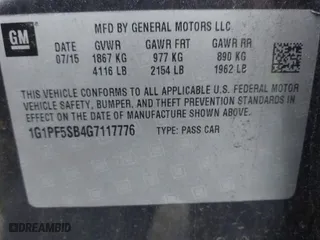 GM
MFD BY GENERAL MOTORS LLC
07/15 GVWR GAWR FRT GAWR RR
1867 KG 977 KG 890 KG
4116 LB 2154 LB 1962 LB
THIS VEHICLE CONFORMS TO ALL APPLICABLE U.S. FEDERAL MOTOR
VEHICLE SAFETY, BUMPER, AND THEFT PREVENTION STANDARDS IN
EFFECT ON THE DATE OF MANUFACTURE SHOWN ABOVE.
1G1PF5SB4G7117776 TYPE: PASS CAR
© DREAMBID